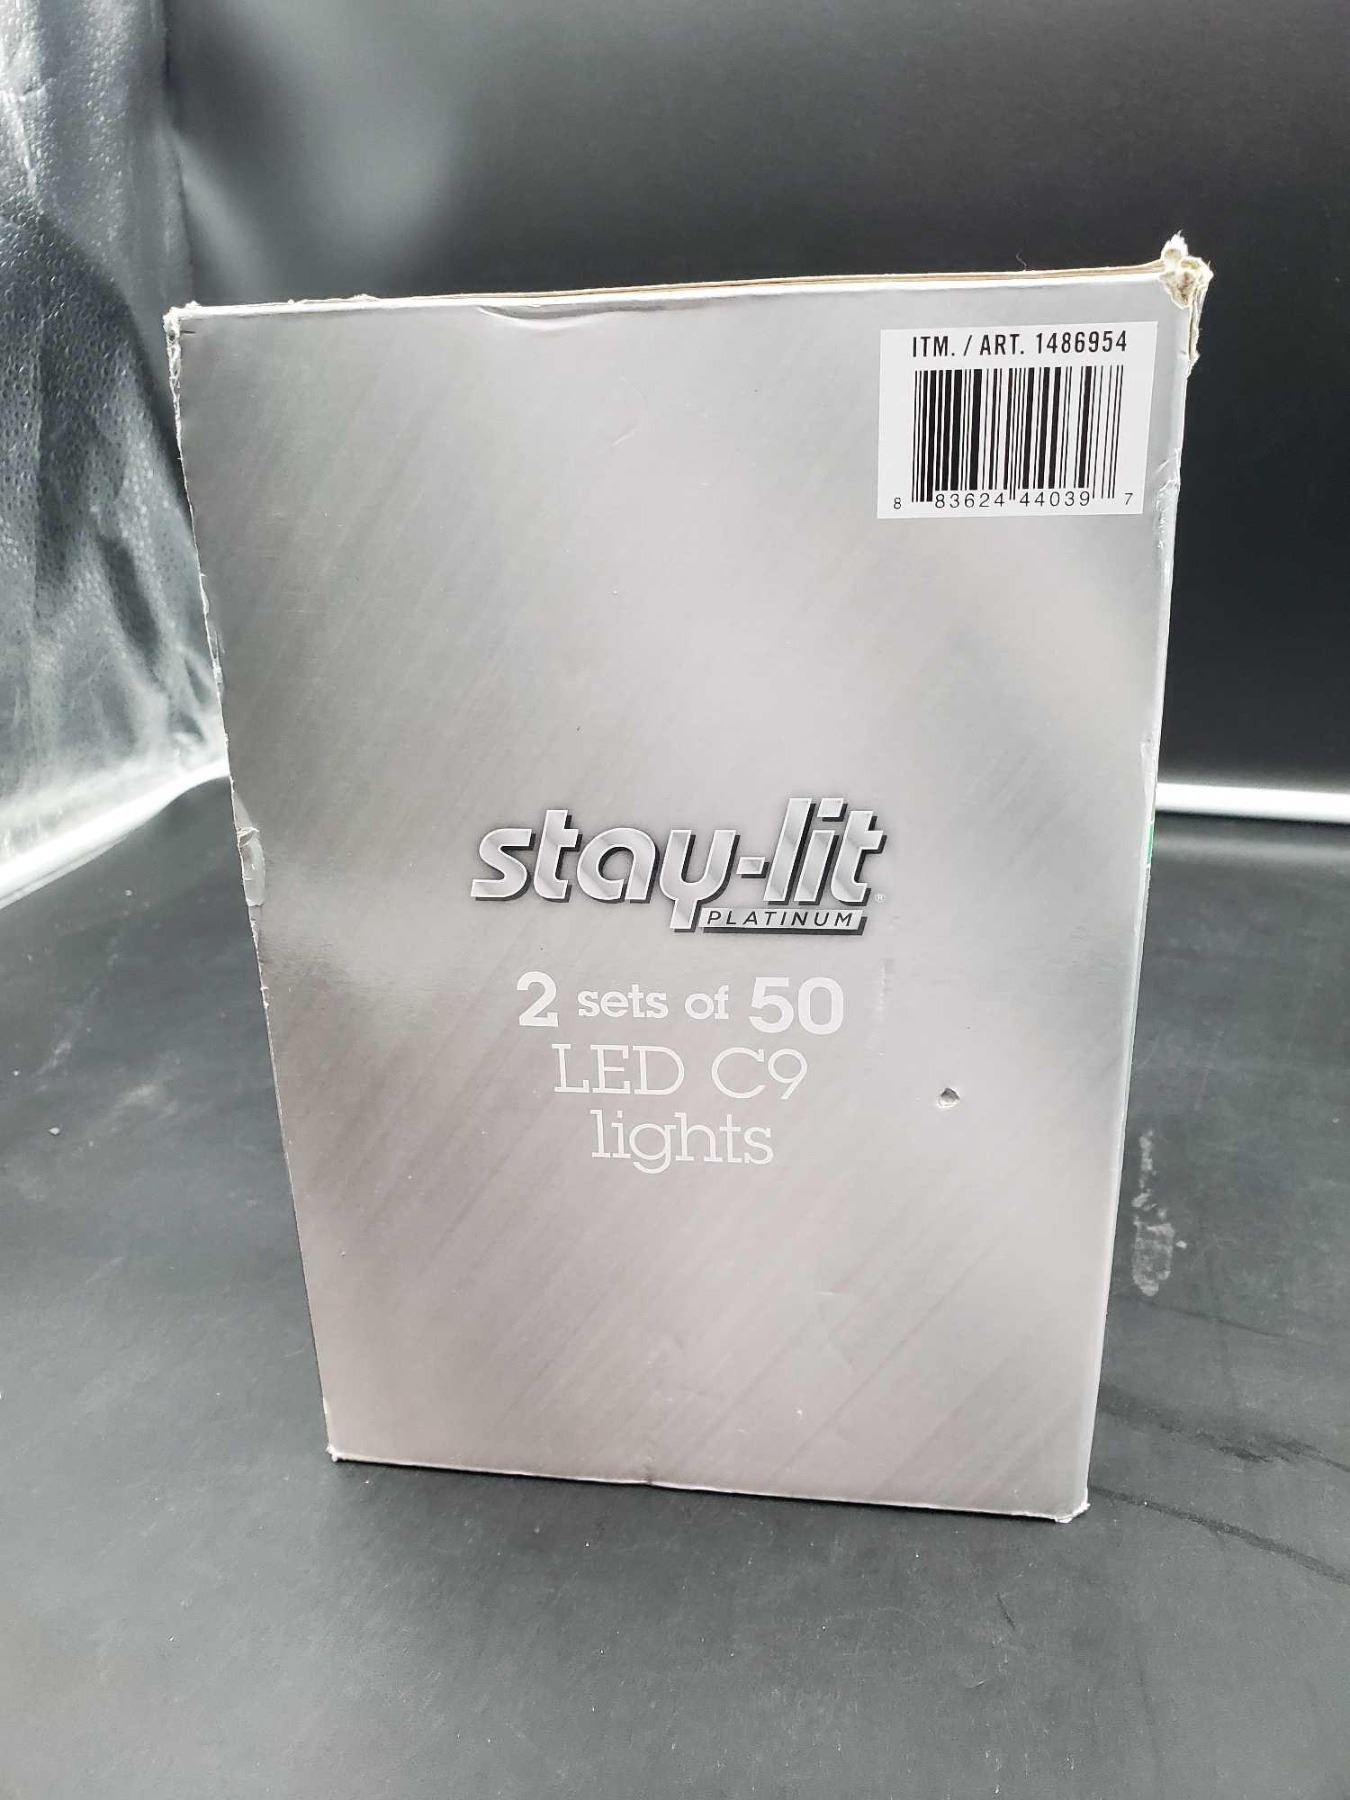 ITM. / ART. 1486954
8 83624 44039 7
stay-lit®
PLATINUM
2 sets of 50
LED C9
lights